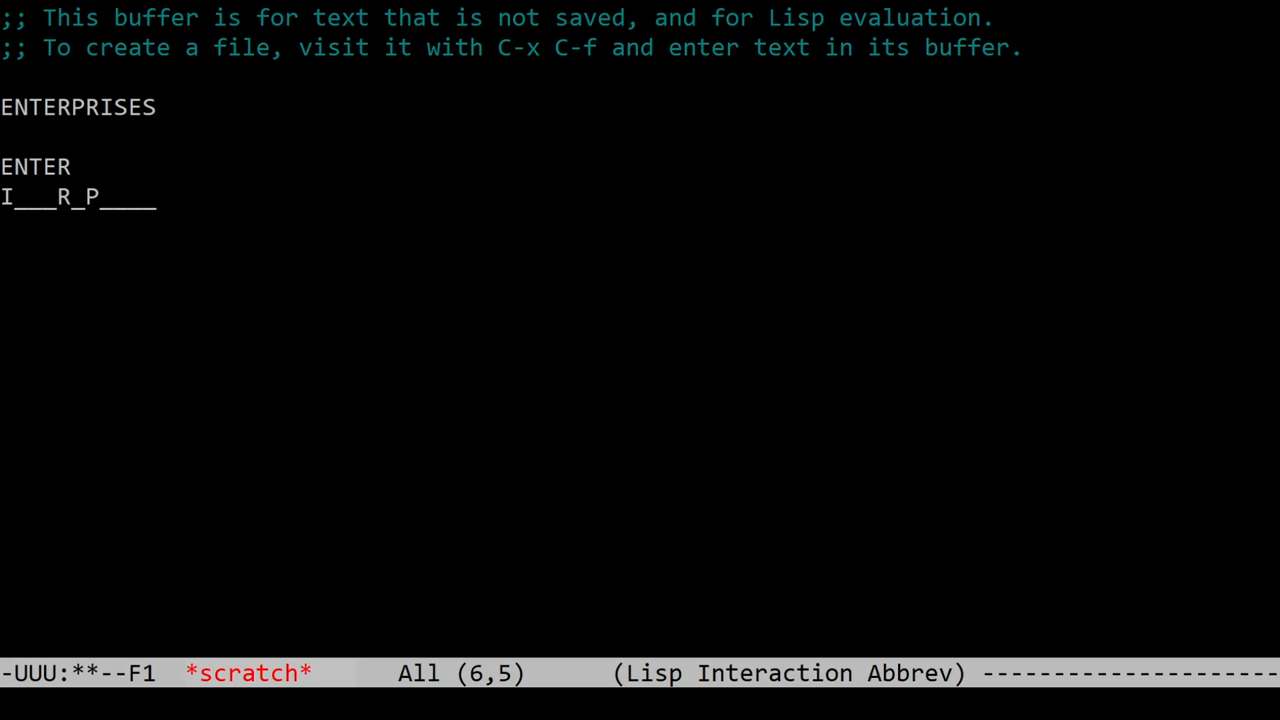 ;; This buffer is for text that is not saved, and for Lisp evaluation.
;; To create a file, visit it with C-x C-f and enter text in its buffer.
ENTERPRISES
ENTER
I___R_P____
-UUU:**--F1  *scratch*      All (6,5)      (Lisp Interaction Abbrev) ---------------------